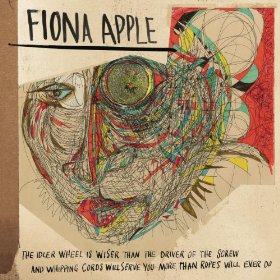 FIONA APPLE
THE IDLER WHEEL IS WISER THAN THE DRIVER OF THE SCREW
AND WHIPPING CORDS WILL SERVE YOU MORE THAN ROPES WILL EVER DO